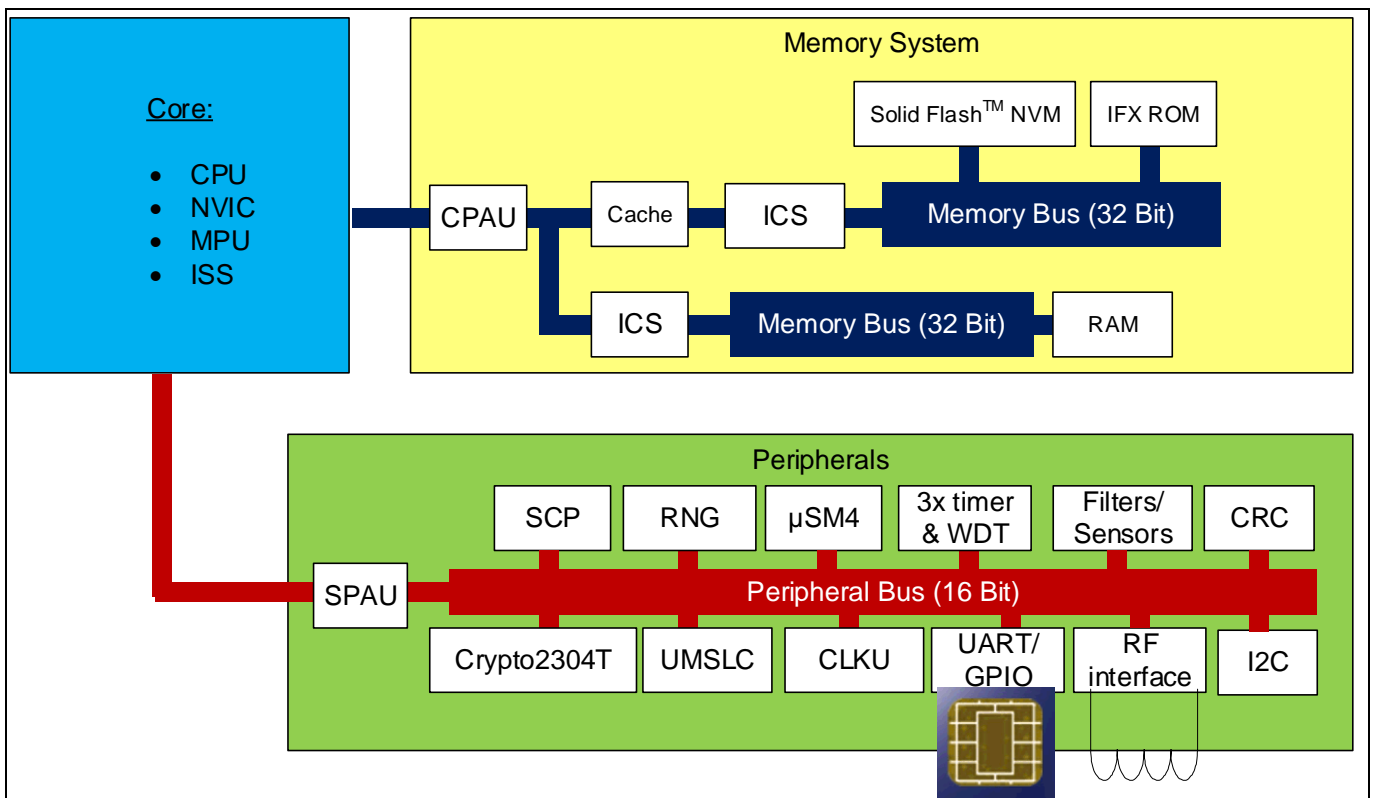 Core:
• CPU
• NVIC
• MPU
• ISS
Memory System
Solid Flash™ NVM
IFX ROM
CPAU
Cache
ICS
Memory Bus (32 Bit)
ICS
Memory Bus (32 Bit)
RAM
Peripherals
SCP
RNG
µSM4
3x timer
& WDT
Filters/
Sensors
CRC
SPAU
Peripheral Bus (16 Bit)
Crypto2304T
UMSLC
CLKU
UART/
GPIO
RF
interface
I2C